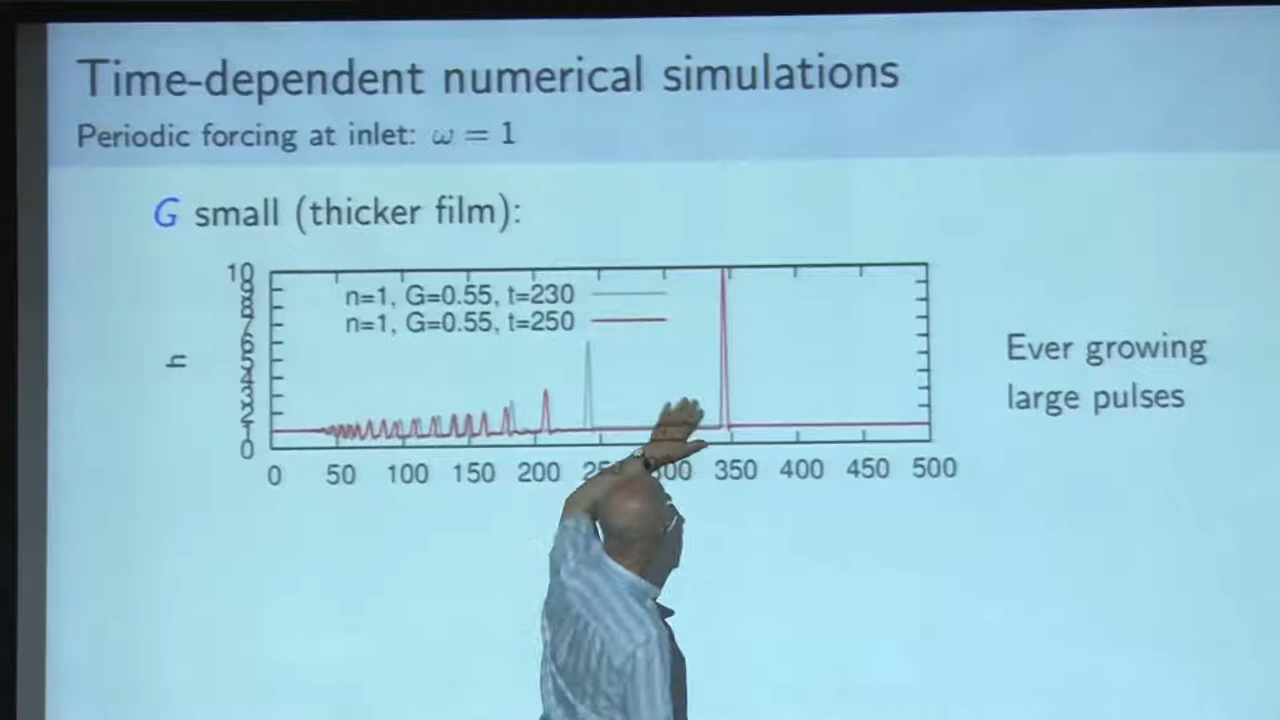 Time-dependent numerical simulations
Periodic forcing at inlet: ω = 1
G small (thicker film):
10
9
8
7
6
5
4
3
2
1
0
h
n=1, G=0.55, t=230
n=1, G=0.55, t=250
Ever growing
large pulses
0 50 100 150 200 350 400 450 500